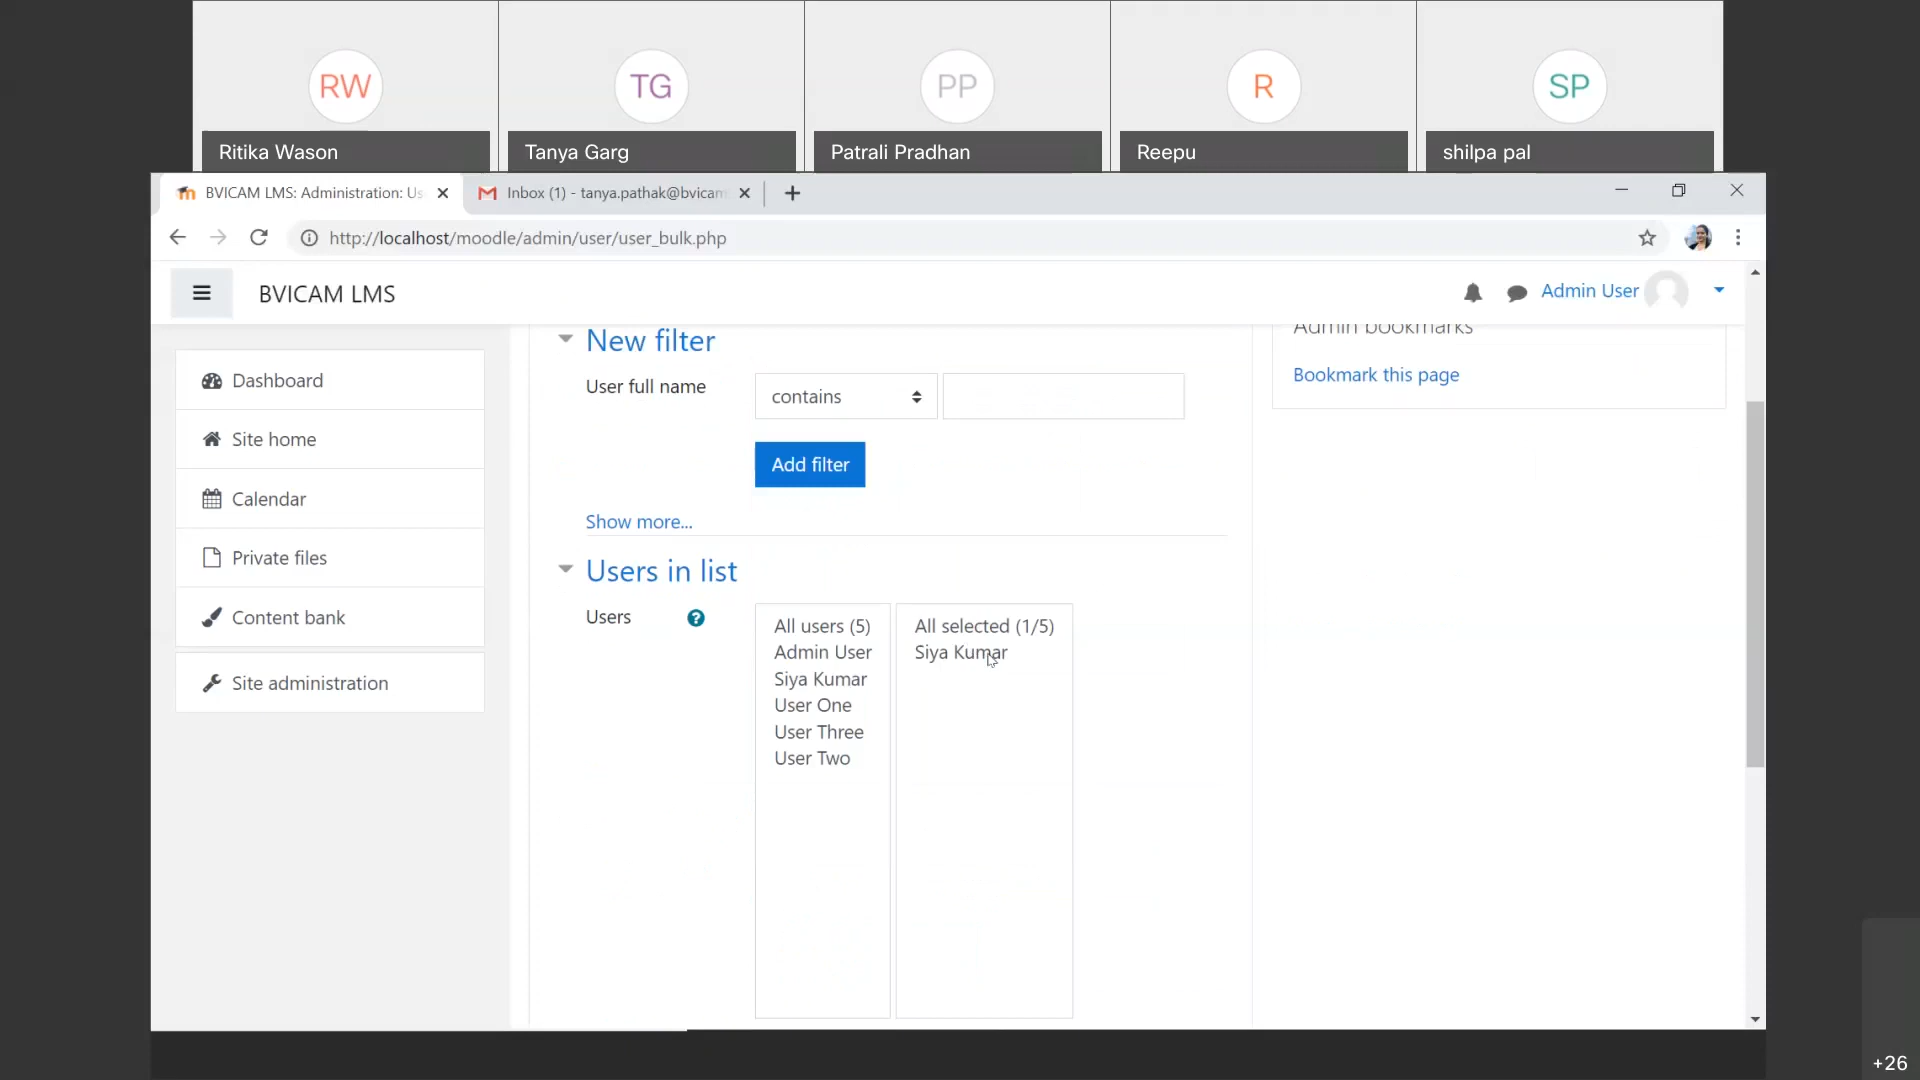 RW
TG
PP
R
SP
Ritika Wason
Tanya Garg
Patrali Pradhan
Reepu
shilpa pal
BVICAM LMS: Administration: Us
Inbox (1) - tanya.pathak@bvicam
http://localhost/moodle/admin/user/user_bulk.php
BVICAM LMS
Admin User
Dashboard
Site home
Calendar
Private files
Content bank
Site administration
New filter
User full name
contains
Add filter
Show more...
Users in list
Users
All users (5)
Admin User
Siya Kumar
User One
User Three
User Two
All selected (1/5)
Siya Kumar
Admin bookmarks
Bookmark this page
+26